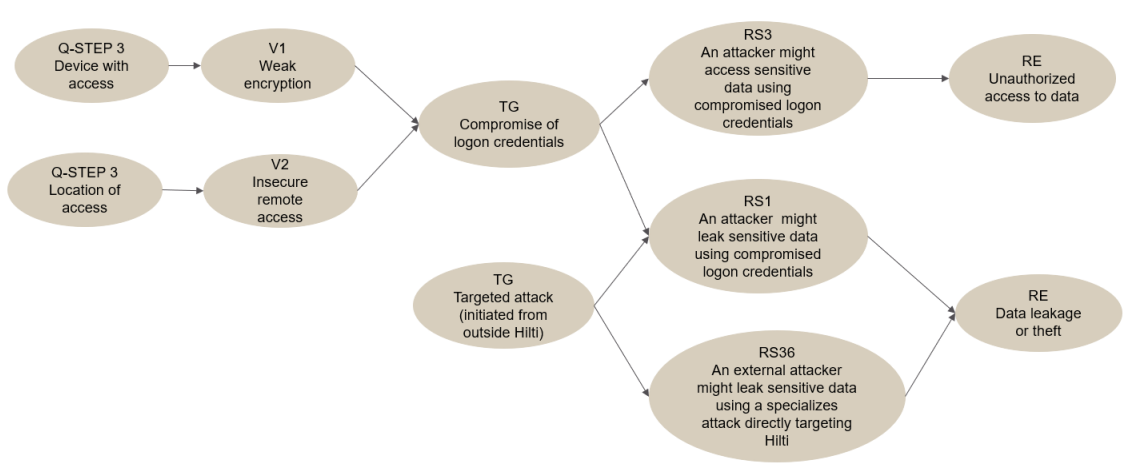 Q-STEP 3
Device with
access
V1
Weak
encryption
Q-STEP 3
Location of
access
V2
Insecure
remote
access
TG
Compromise of
logon credentials
TG
Targeted attack
(initiated from
outside Hilti)
RS3
An attacker might
access sensitive
data using
compromised logon
credentials
RS1
An attacker  might
leak sensitive data
using compromised
logon credentials
RS36
An external attacker
might leak sensitive data
using a specializes
attack directly targeting
Hilti
RE
Unauthorized
access to data
RE
Data leakage
or theft